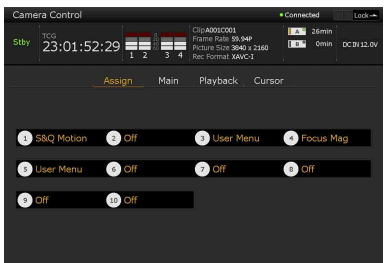 Camera Control Connected Lock
Stby TCG 23:01:52:29 1 2 3 4
Clip A001C001
Frame Rate 59.94P
Picture Size 3840 x 2160
Rec Format XAVC-I
A 26min
B 0min
DC IN 12.0V
Assign Main Playback Cursor
1 S&Q Motion 2 Off 3 User Menu 4 Focus Mag
5 User Menu 6 Off 7 Off 8 Off
9 Off 10 Off